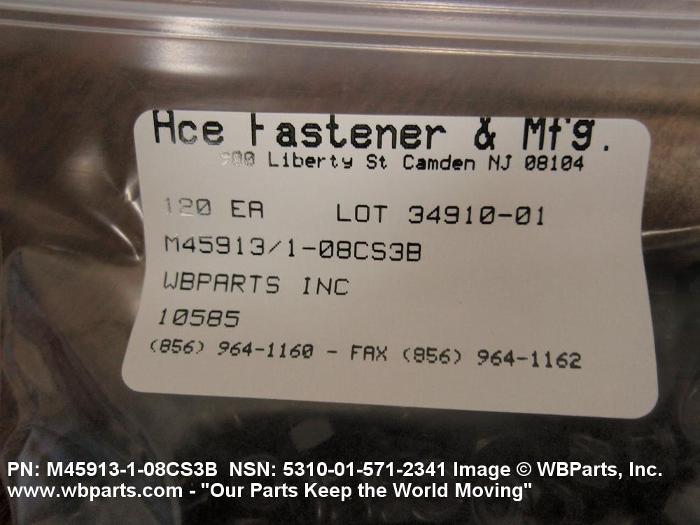 Ace Fastener & Mfg.
900 Liberty St Camden NJ 08104
120 EA LOT 34910-01
M45913/1-08CS3B
WBPARTS INC
10585
(856) 964-1160 - FAX (856) 964-1162
PN: M45913-1-08CS3B NSN: 5310-01-571-2341 Image © WBParts, Inc.
www.wbparts.com - "Our Parts Keep the World Moving"